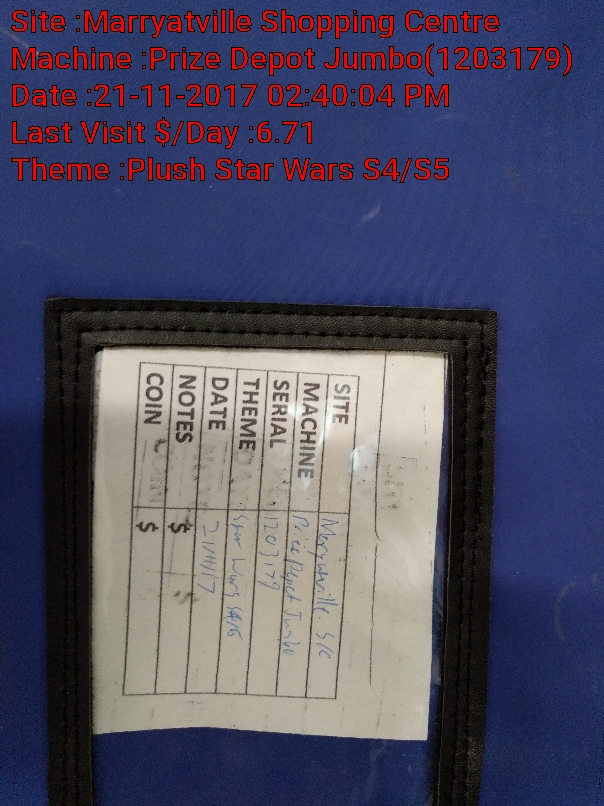 Site :Marryatville Shopping Centre
Machine :Prize Depot Jumbo(1203179)
Date :21-11-2017 02:40:04 PM
Last Visit $/Day :6.71
Theme :Plush Star Wars S4/S5
SITE Marryatville S/C
MACHINE Prize Depot Jumbo
SERIAL 1203179
THEME Star Wars S4/S5
DATE 21/11/17
NOTES $
COIN $